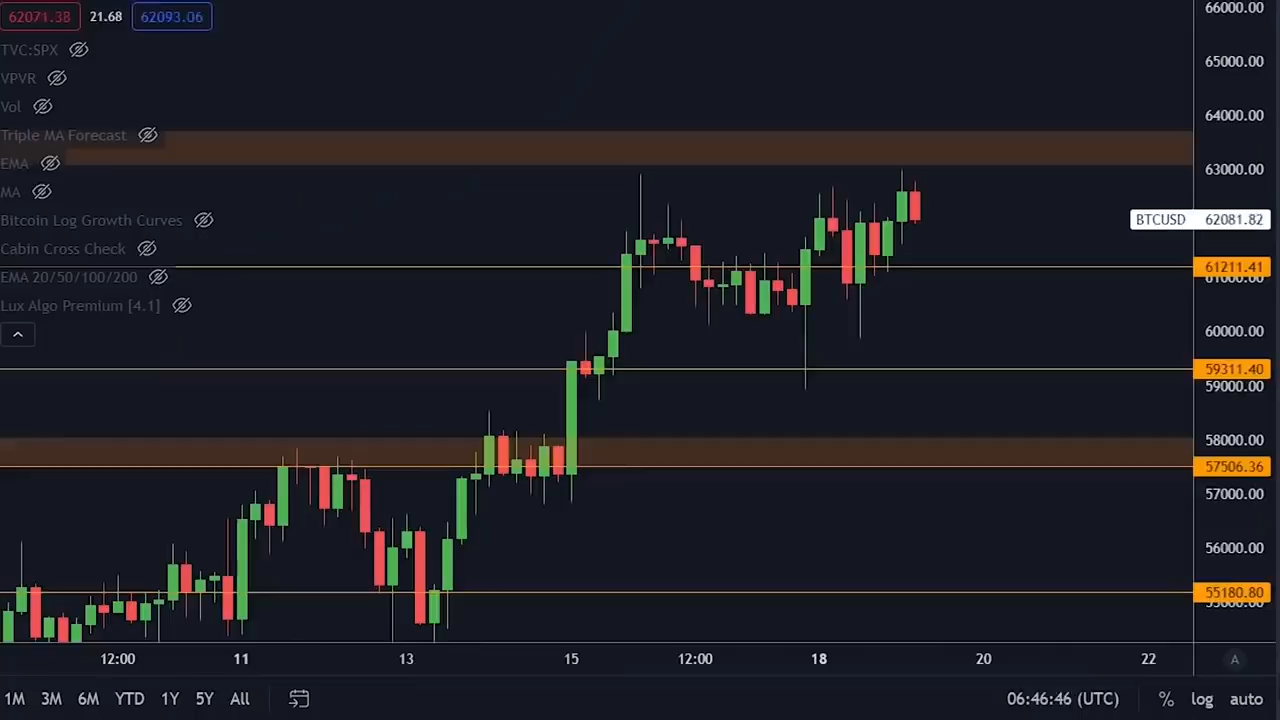 62071.38 21.68 62093.06
TVC:SPX
VPVR
Vol
Triple MA Forecast
EMA
MA
Bitcoin Log Growth Curves
Cabin Cross Check
EMA 20/50/100/200
Lux Algo Premium [4.1]
66000.00
65000.00
64000.00
63000.00
BTCUSD 62081.82
61211.41
61000.00
60000.00
59311.40
59000.00
58000.00
57506.36
57000.00
56000.00
55180.80
55000.00
12:00 11 13 15 12:00 18 20 22 A
1M 3M 6M YTD 1Y 5Y All 06:46:46 (UTC) % log auto